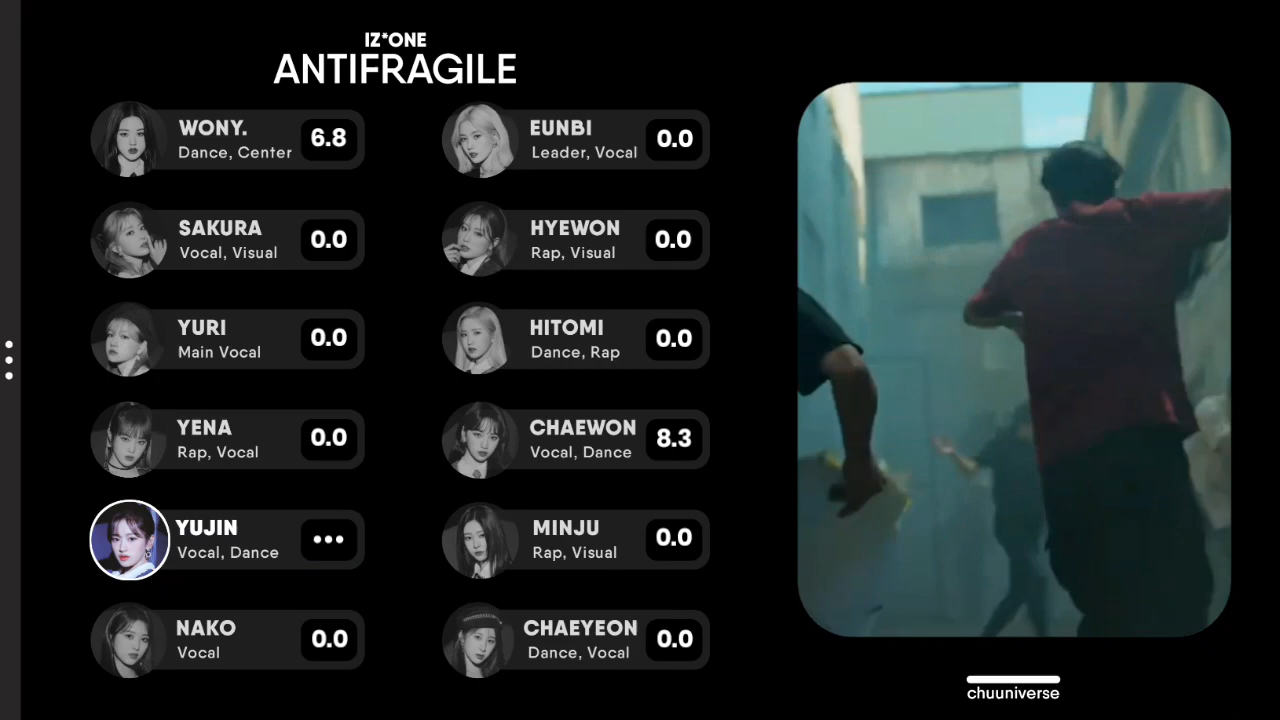 IZ*ONE
ANTIFRAGILE
WONY.
Dance, Center
6.8
SAKURA
Vocal, Visual
0.0
YURI
Main Vocal
0.0
YENA
Rap, Vocal
0.0
YUJIN
Vocal, Dance
•••
NAKO
Vocal
0.0
EUNBI
Leader, Vocal
0.0
HYEWON
Rap, Visual
0.0
HITOMI
Dance, Rap
0.0
CHAEWON
Vocal, Dance
8.3
MINJU
Rap, Visual
0.0
CHAEYEON
Dance, Vocal
0.0
chuuniverse